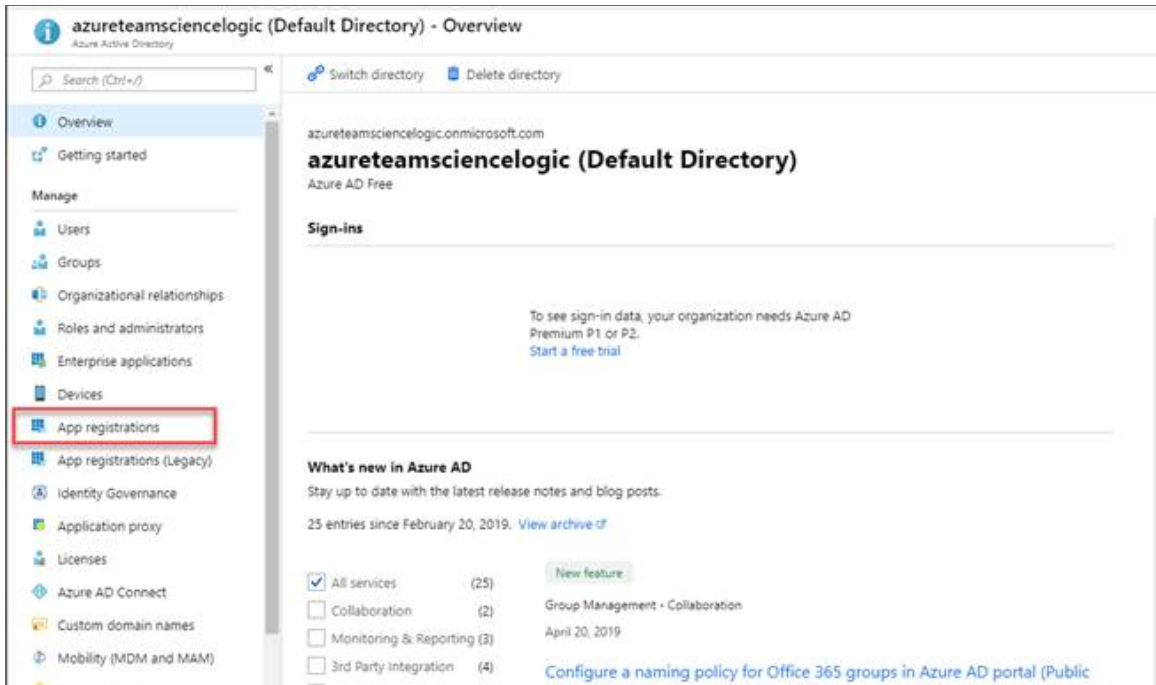 azureteamsciencelogic (Default Directory) - Overview
Azure Active Directory
Search (Ctrl+/)
«
Overview
Getting started
Manage
Users
Groups
Organizational relationships
Roles and administrators
Enterprise applications
Devices
App registrations
App registrations (Legacy)
Identity Governance
Application proxy
Licenses
Azure AD Connect
Custom domain names
Mobility (MDM and MAM)
Switch directory Delete directory
azureteamsciencelogic.onmicrosoft.com
azureteamsciencelogic (Default Directory)
Azure AD Free
Sign-ins
To see sign-in data, your organization needs Azure AD
Premium P1 or P2.
Start a free trial
What's new in Azure AD
Stay up to date with the latest release notes and blog posts.
25 entries since February 20, 2019. View archive
All services (25)
Collaboration (2)
Monitoring & Reporting (3)
3rd Party Integration (4)
New feature
Group Management - Collaboration
April 20, 2019
Configure a naming policy for Office 365 groups in Azure AD portal (Public